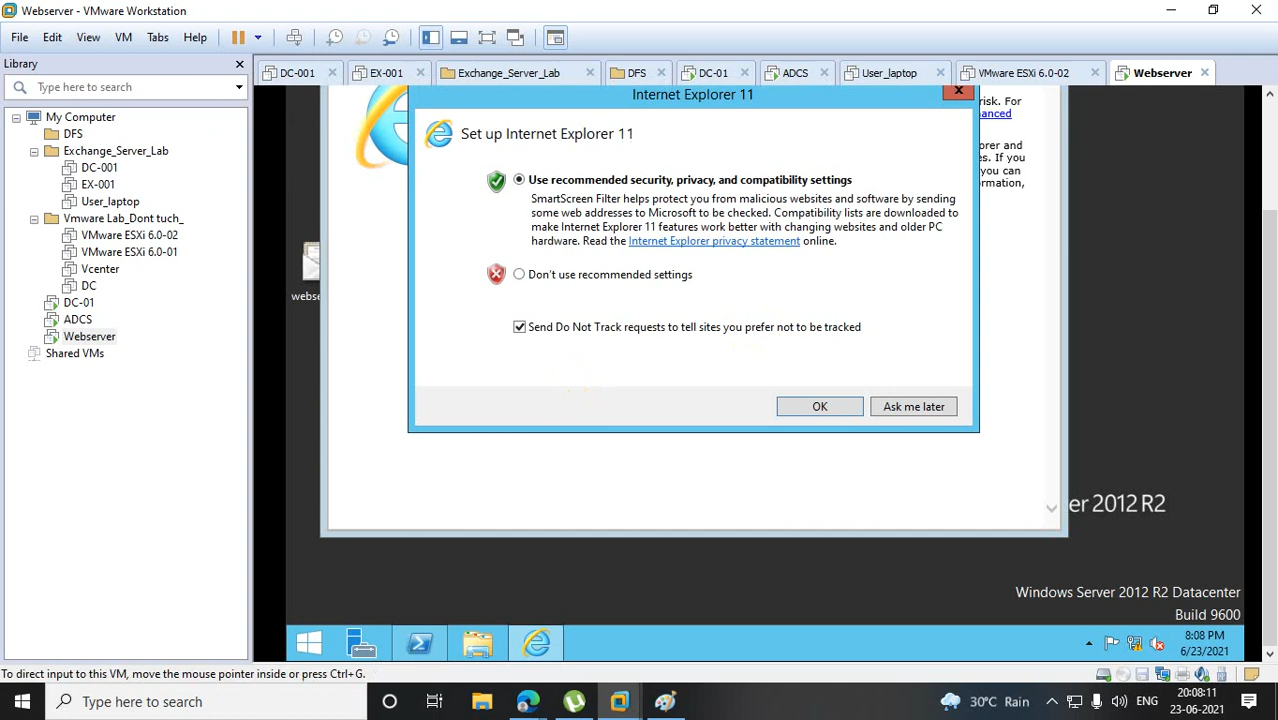 Webserver - VMware Workstation
File Edit View VM Tabs Help
Library
Type here to search
My Computer
DFS
Exchange_Server_Lab
DC-001
EX-001
User_laptop
Vmware Lab_Dont tuch_
VMware ESXi 6.0-02
VMware ESXi 6.0-01
Vcenter
DC
DC-01
ADCS
Webserver
Shared VMs
DC-001 EX-001 Exchange_Server_Lab DFS DC-01 ADCS User_laptop VMware ESXi 6.0-02 Webserver
Internet Explorer 11
Set up Internet Explorer 11
Use recommended security, privacy, and compatibility settings
SmartScreen Filter helps protect you from malicious websites and software by sending
some web addresses to Microsoft to be checked. Compatibility lists are downloaded to
make Internet Explorer 11 features work better with changing websites and older PC
hardware. Read the Internet Explorer privacy statement online.
Don't use recommended settings
Send Do Not Track requests to tell sites you prefer not to be tracked
OK Ask me later
risk. For
anced
orer and
es. If you
you can
ormation,
webse
er 2012 R2
Windows Server 2012 R2 Datacenter
Build 9600
8:08 PM
6/23/2021
To direct input to this VM, move the mouse pointer inside or press Ctrl+G.
Type here to search
30°C Rain
ENG
20:08:11
23-06-2021